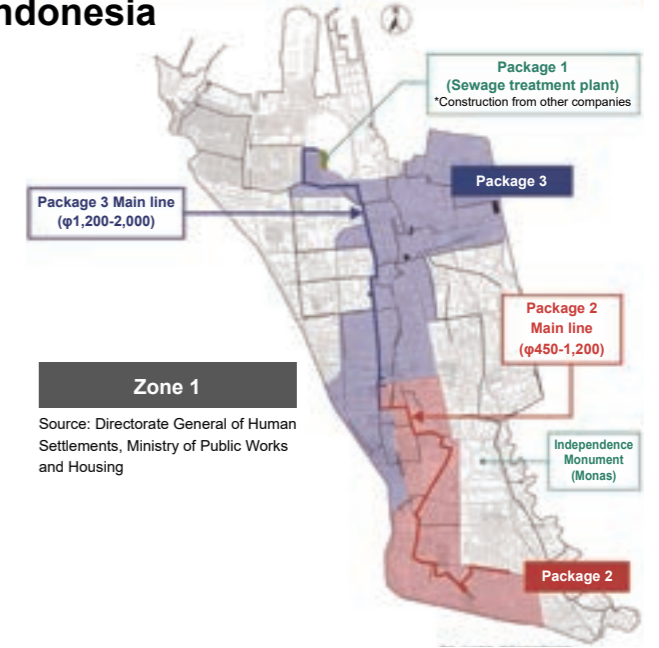 ndonesia
Package 1
(Sewage treatment plant)
*Construction from other companies
Package 3
Package 3 Main line
(φ1,200-2,000)
Package 2
Main line
(φ450-1,200)
Zone 1
Source: Directorate General of Human
Settlements, Ministry of Public Works
and Housing
Independence
Monument
(Monas)
Package 2